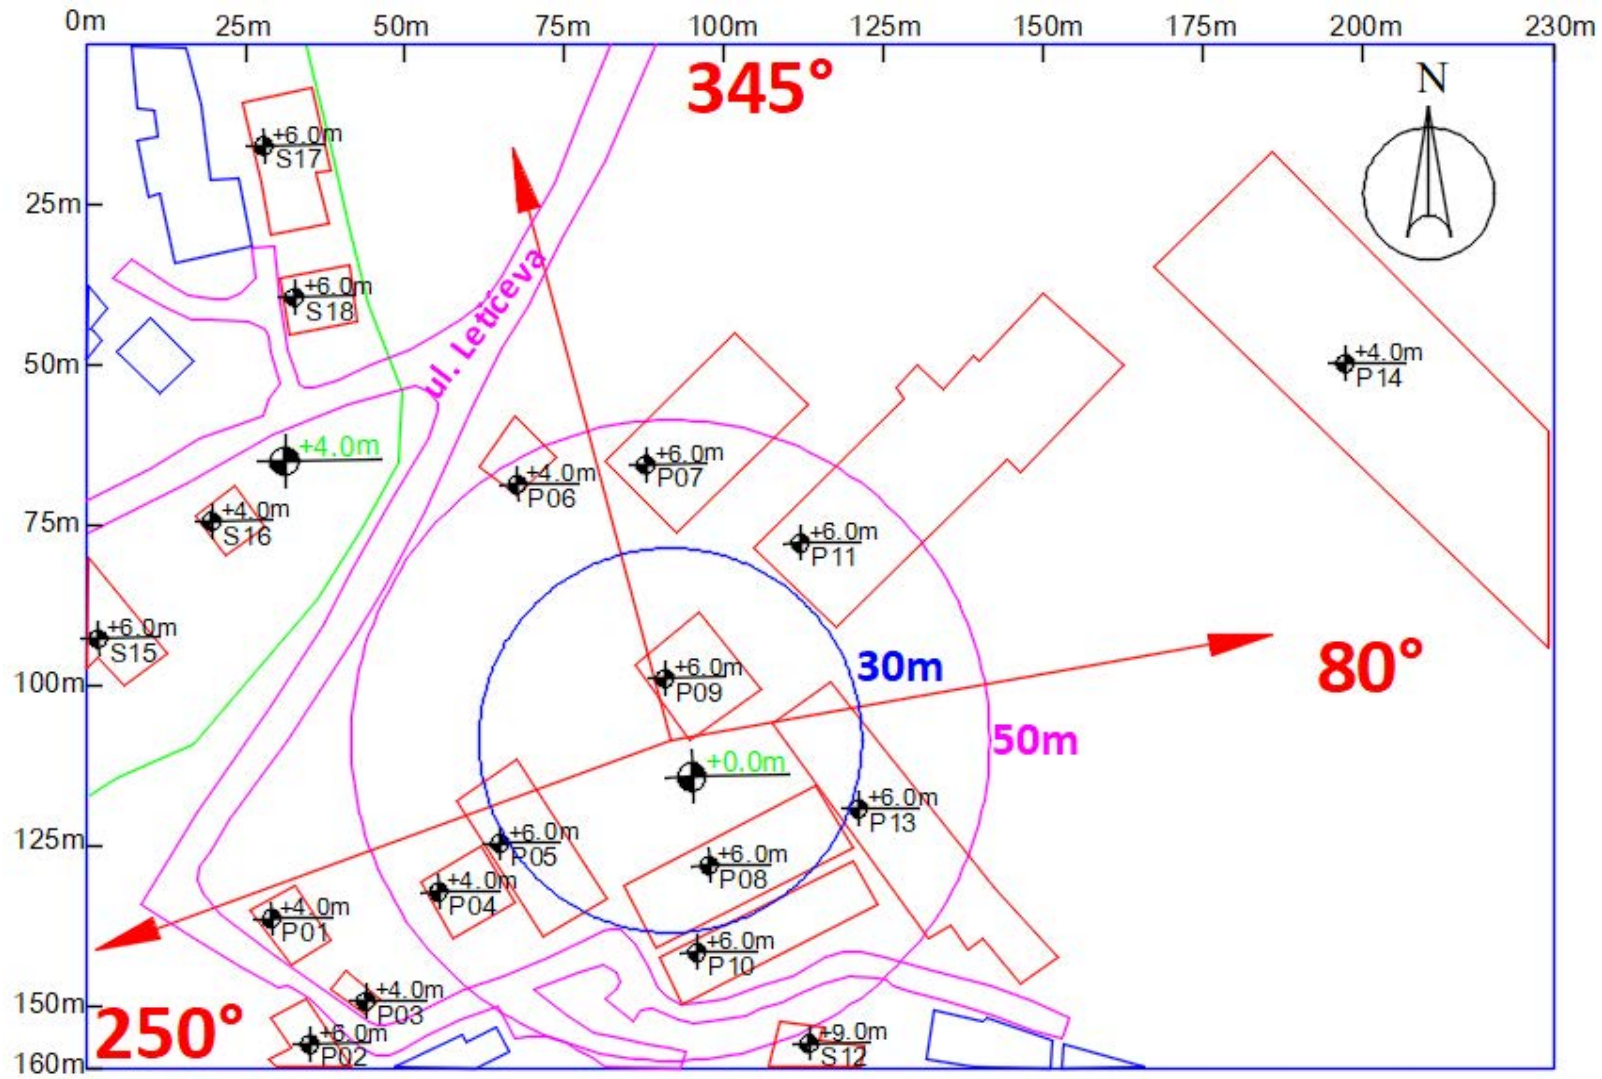 0m 25m 50m 75m 100m 125m 150m 175m 200m 230m
345°
N
+6.0m
S17
25m
ul. Letićeva
+6.0m
S18
50m
+4.0m
P14
+4.0m
+6.0m
P07
+4.0m
P06
75m
+4.0m
S16
+6.0m
P11
+6.0m
S15
30m
80°
100m
+6.0m
P09
50m
+0.0m
+6.0m
P13
125m
+6.0m
P05
+6.0m
P08
+4.0m
P04
+4.0m
P01
+6.0m
P10
150m
+4.0m
P03
250°
+6.0m
P02
+9.0m
S12
160m